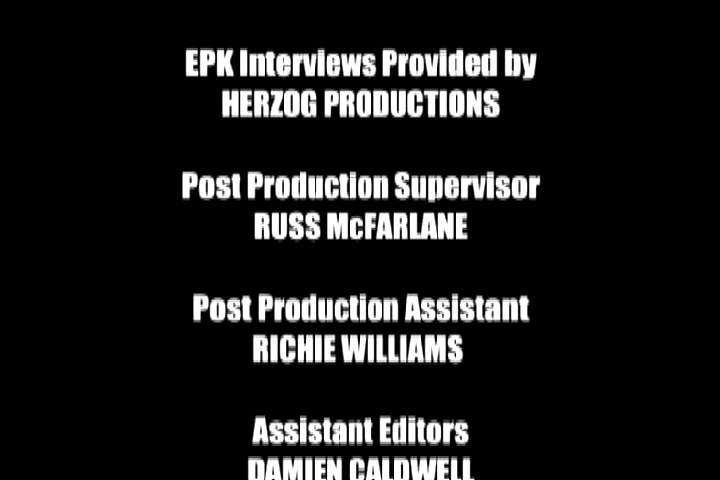 EPK Interviews Provided by
HERZOG PRODUCTIONS
Post Production Supervisor
RUSS McFARLANE
Post Production Assistant
RICHIE WILLIAMS
Assistant Editors
DAMIEN CALDWELL